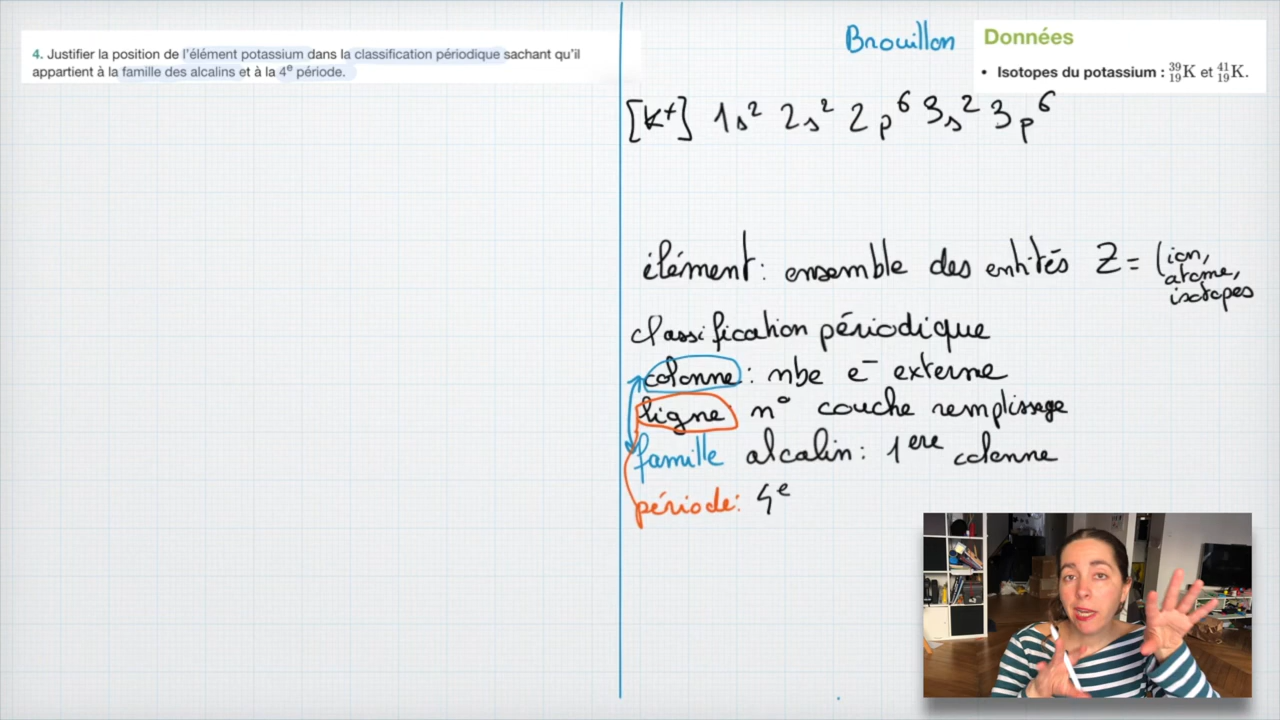 4. Justifier la position de l'élément potassium dans la classification périodique sachant qu'il
appartient à la famille des alcalins et à la 4e période.
Brouillon
Données
• Isotopes du potassium : ³⁹₁₉K et ⁴¹₁₉K.
[K⁺] 1s² 2s² 2p⁶ 3s² 3p⁶
élément: ensemble des entités Z = (ion,
atome,
isotopes
classification périodique
colonne: nbe e⁻ externe
ligne: n° couche remplissage
famille alcalin: 1ere colonne
période: 4e